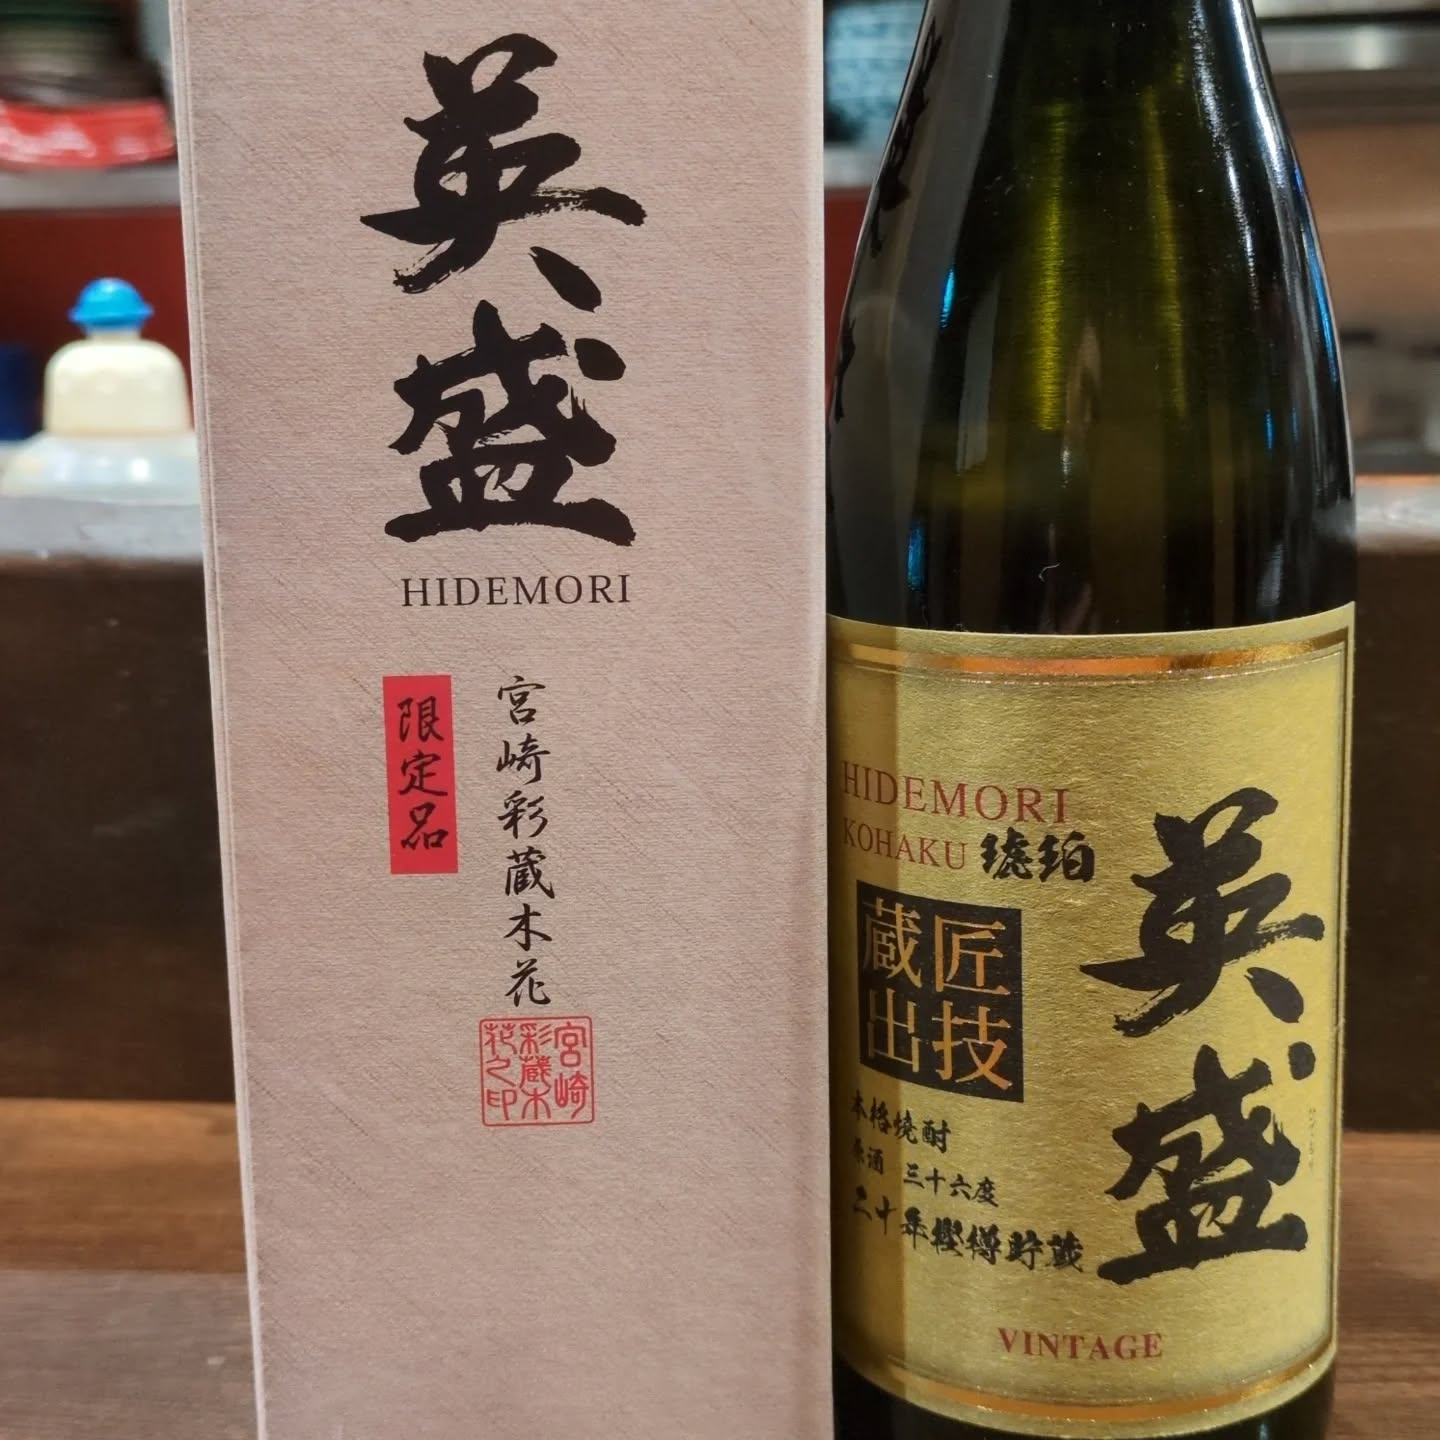 英盛
HIDEMORI
宮崎彩蔵木花
限定品
宮崎
彩蔵木
花之印
HIDEMORI
KOHAKU 琥珀
英盛
匠技
蔵出
本格焼酎
原酒 三十六度
二十年樫樽貯蔵
VINTAGE